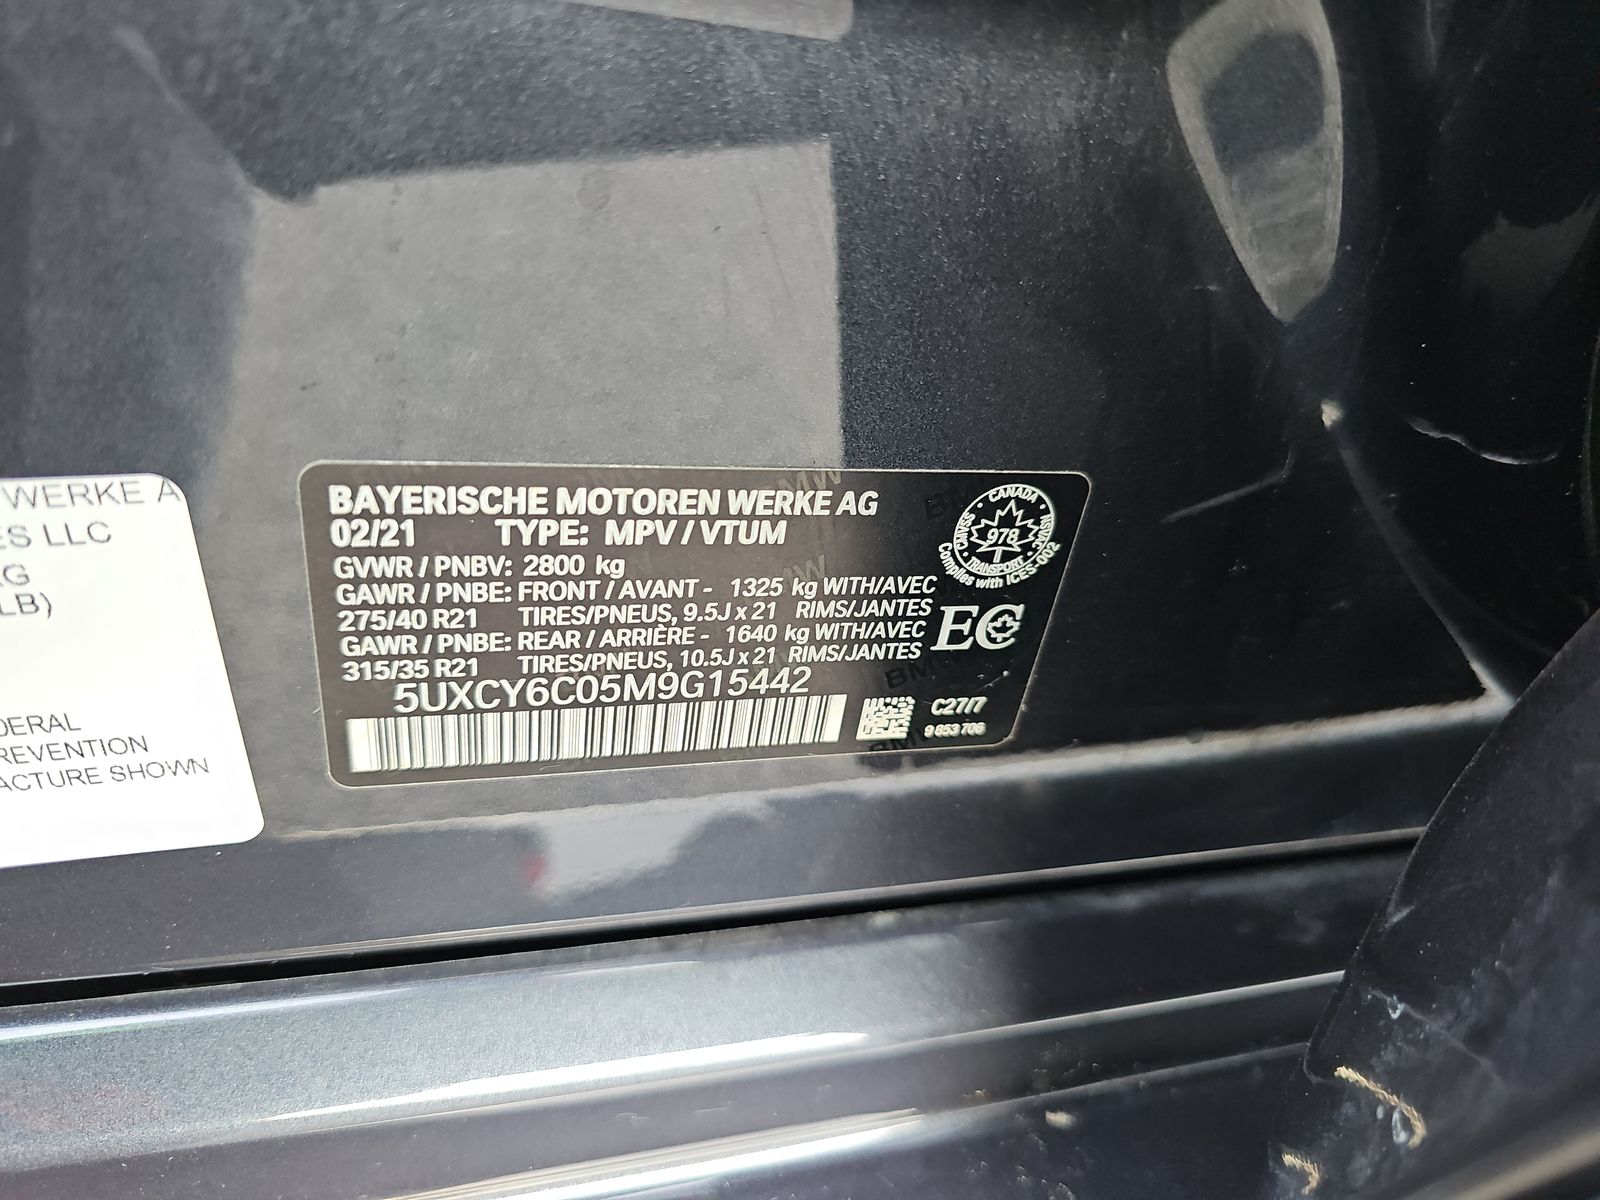 WERKE A
ES LLC
LB)
DERAL
REVENTION
ACTURE SHOWN
BAYERISCHE MOTOREN WERKE AG
02/21 TYPE: MPV / VTUM
GVWR / PNBV: 2800 kg
GAWR / PNBE: FRONT / AVANT - 1325 kg WITH/AVEC
275/40 R21 TIRES/PNEUS, 9.5J x 21 RIMS/JANTES
GAWR / PNBE: REAR / ARRIÈRE - 1640 kg WITH/AVEC
315/35 R21 TIRES/PNEUS, 10.5J x 21 RIMS/JANTES
5UXCY6C05M9G15442
CANADA
CMVSS
NSVAC
978
TRANSPORT
Complies with ICES-002
EC
C27/7
9 853 706
BMW